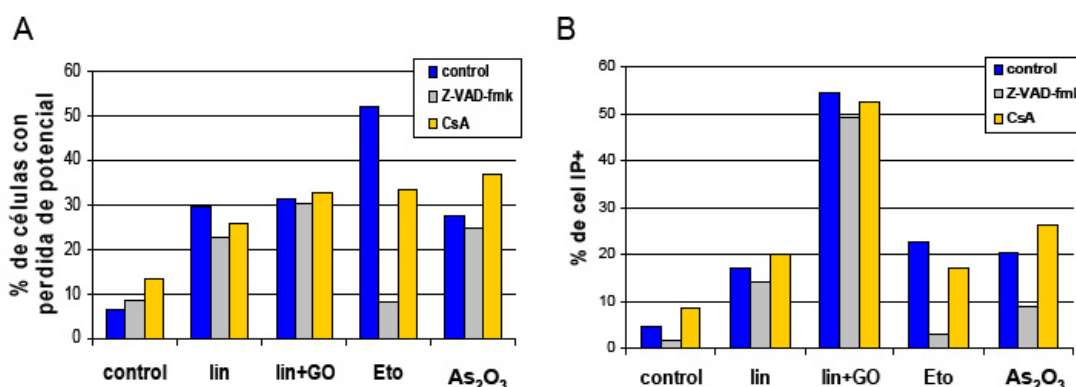 A
% de células con
perdida de potencial
60
50
40
30
20
10
0
control
Z-VAD-fmk
CsA
control
lin
lin+GO
Eto
As₂O₃
B
% de cel IP+
60
50
40
30
20
10
0
control
Z-VAD-fmk
CsA
control
lin
lin+GO
Eto
As₂O₃